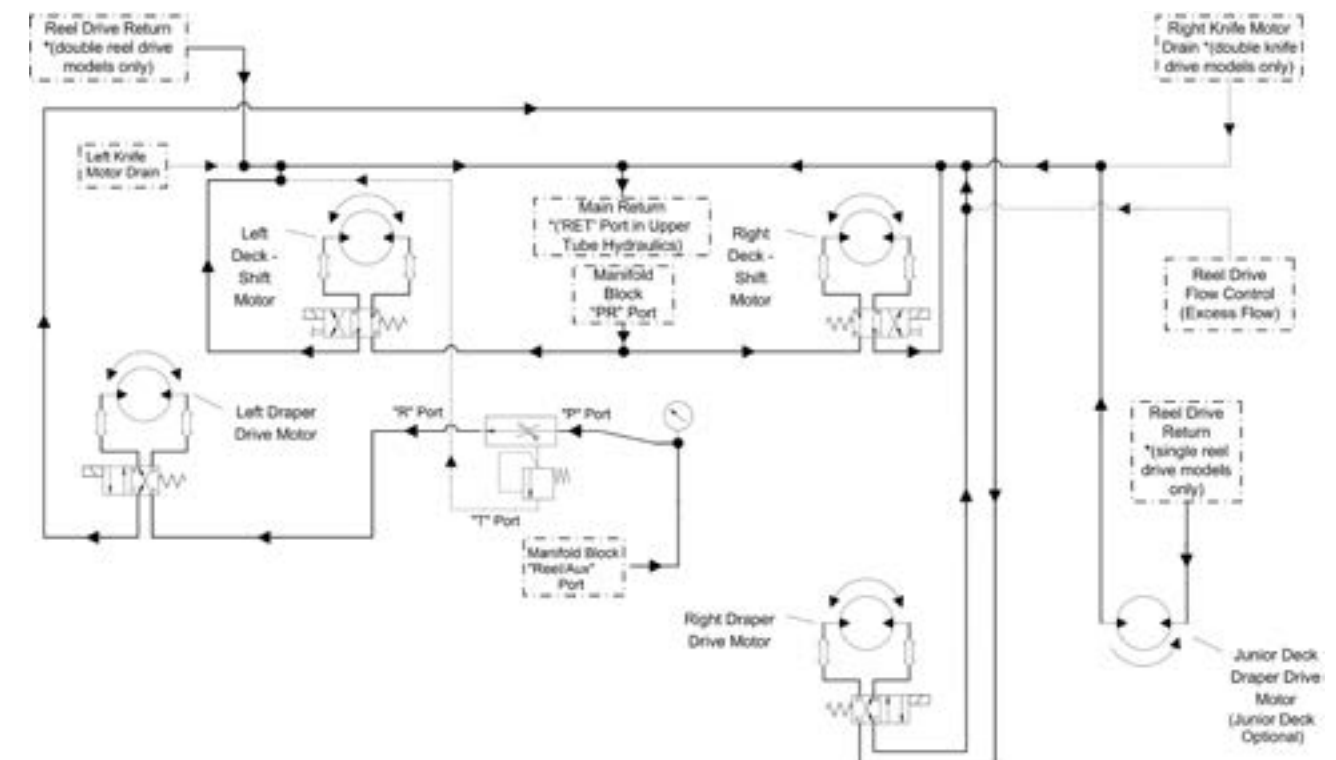 Reel Drive Return
*(double reel drive
models only)
Right Knife Motor
Drain *(double knife
drive models only)
Left Knife
Motor Drain
Main Return
*('RET' Port in Upper
Tube Hydraulics)
Left
Deck -
Shift
Motor
Right
Deck -
Shift
Motor
Manifold
Block
"PR" Port
Reel Drive
Flow Control
(Excess Flow)
Left Draper
Drive Motor
"R" Port
"P" Port
Reel Drive
Return
*(single reel
drive models
only)
"T" Port
Manifold Block
"Reel/Aux"
Port
Right Draper
Drive Motor
Junior Deck
Draper Drive
Motor
(Junior Deck
Optional)